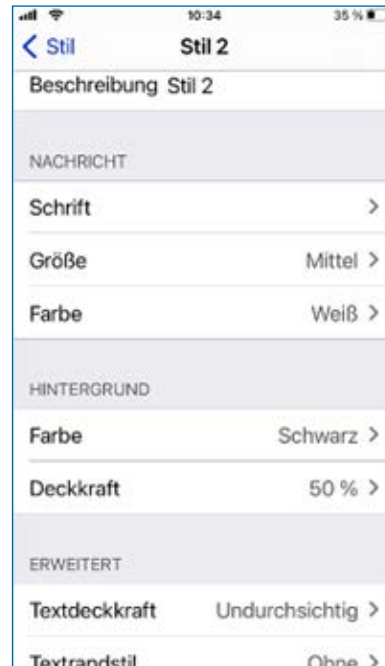 10:34 35 %
Stil Stil 2
Beschreibung Stil 2
NACHRICHT
Schrift
Größe Mittel
Farbe Weiß
HINTERGRUND
Farbe Schwarz
Deckkraft 50 %
ERWEITERT
Textdeckkraft Undurchsichtig
Textrandstil Ohne